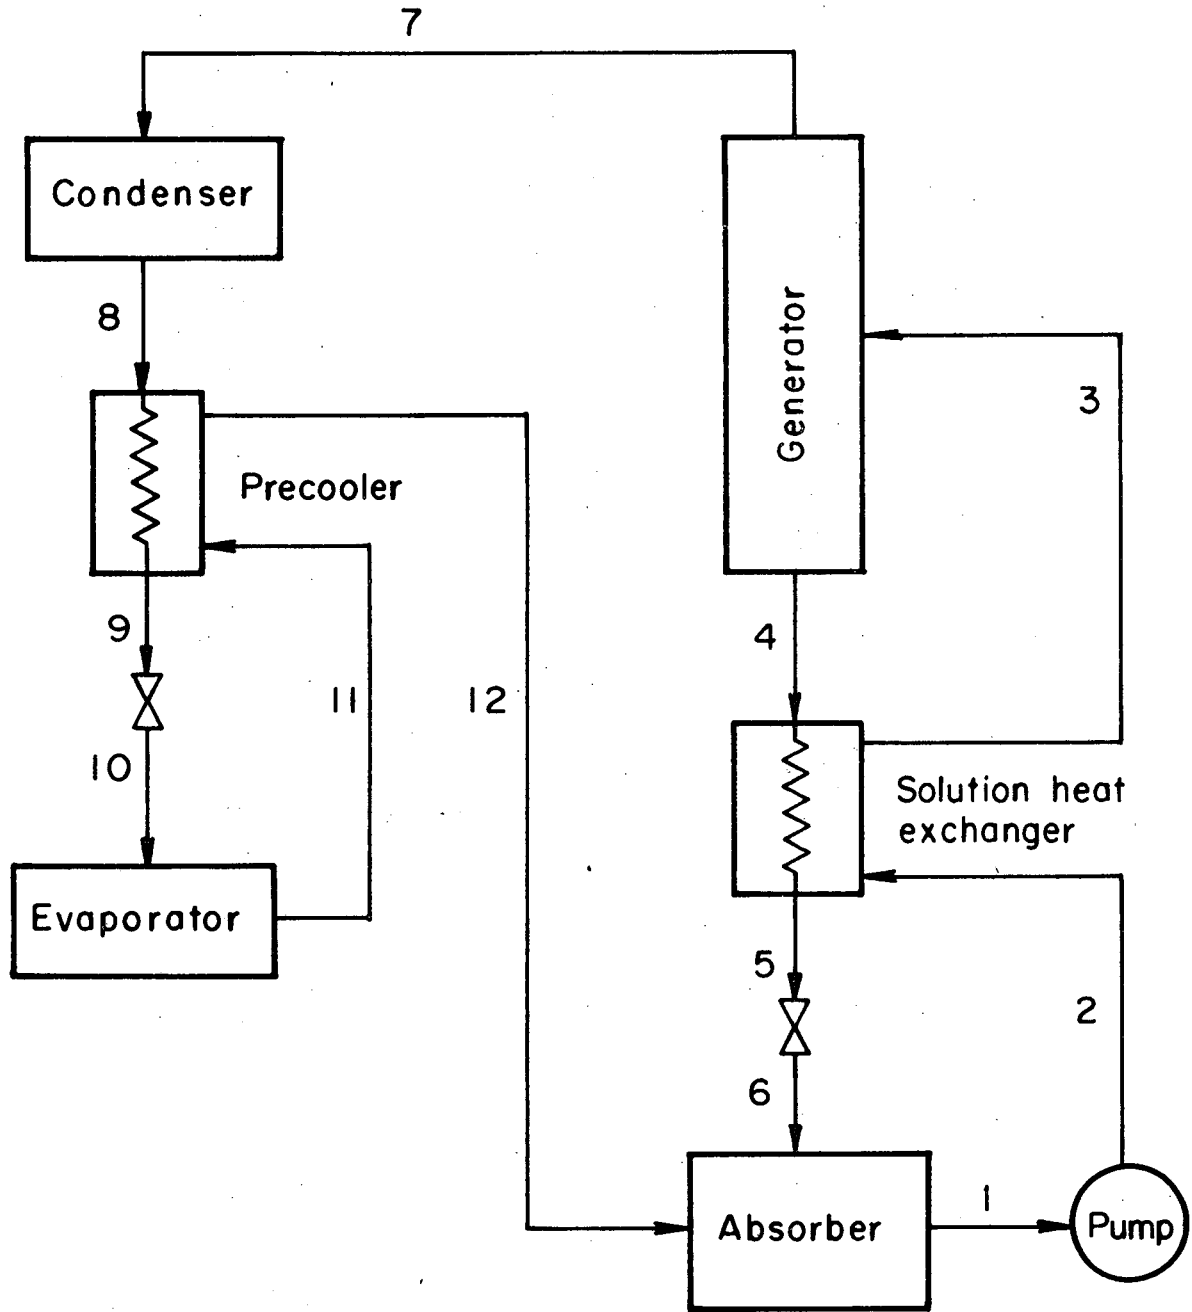 7
Condenser
8
Generator
3
Precooler
9
4
11
12
10
Solution heat
exchanger
Evaporator
5
2
6
1
Absorber
Pump